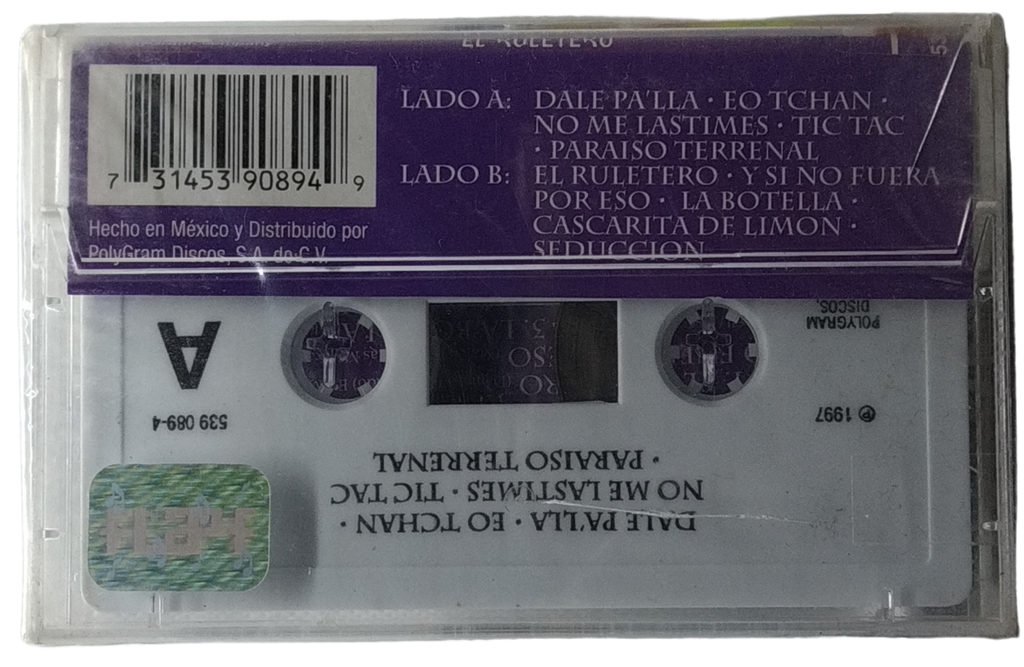 EL RULETERO
LADO A: DALE PA'LLA · EO TCHAN ·
NO ME LASTIMES · TIC TAC
· PARAISO TERRENAL
LADO B: EL RULETERO · Y SI NO FUERA
POR ESO · LA BOTELLA ·
CASCARITA DE LIMON ·
SEDUCCION
7 31453 90894 9
Hecho en México y Distribuido por
PolyGram Discos, S.A. de C.V.
A
539 089-4
POLYGRAM
DISCOS,
℗ 1997
DALE PA'LLA · EO TCHAN ·
NO ME LASTIMES · TIC TAC
· PARAISO TERRENAL